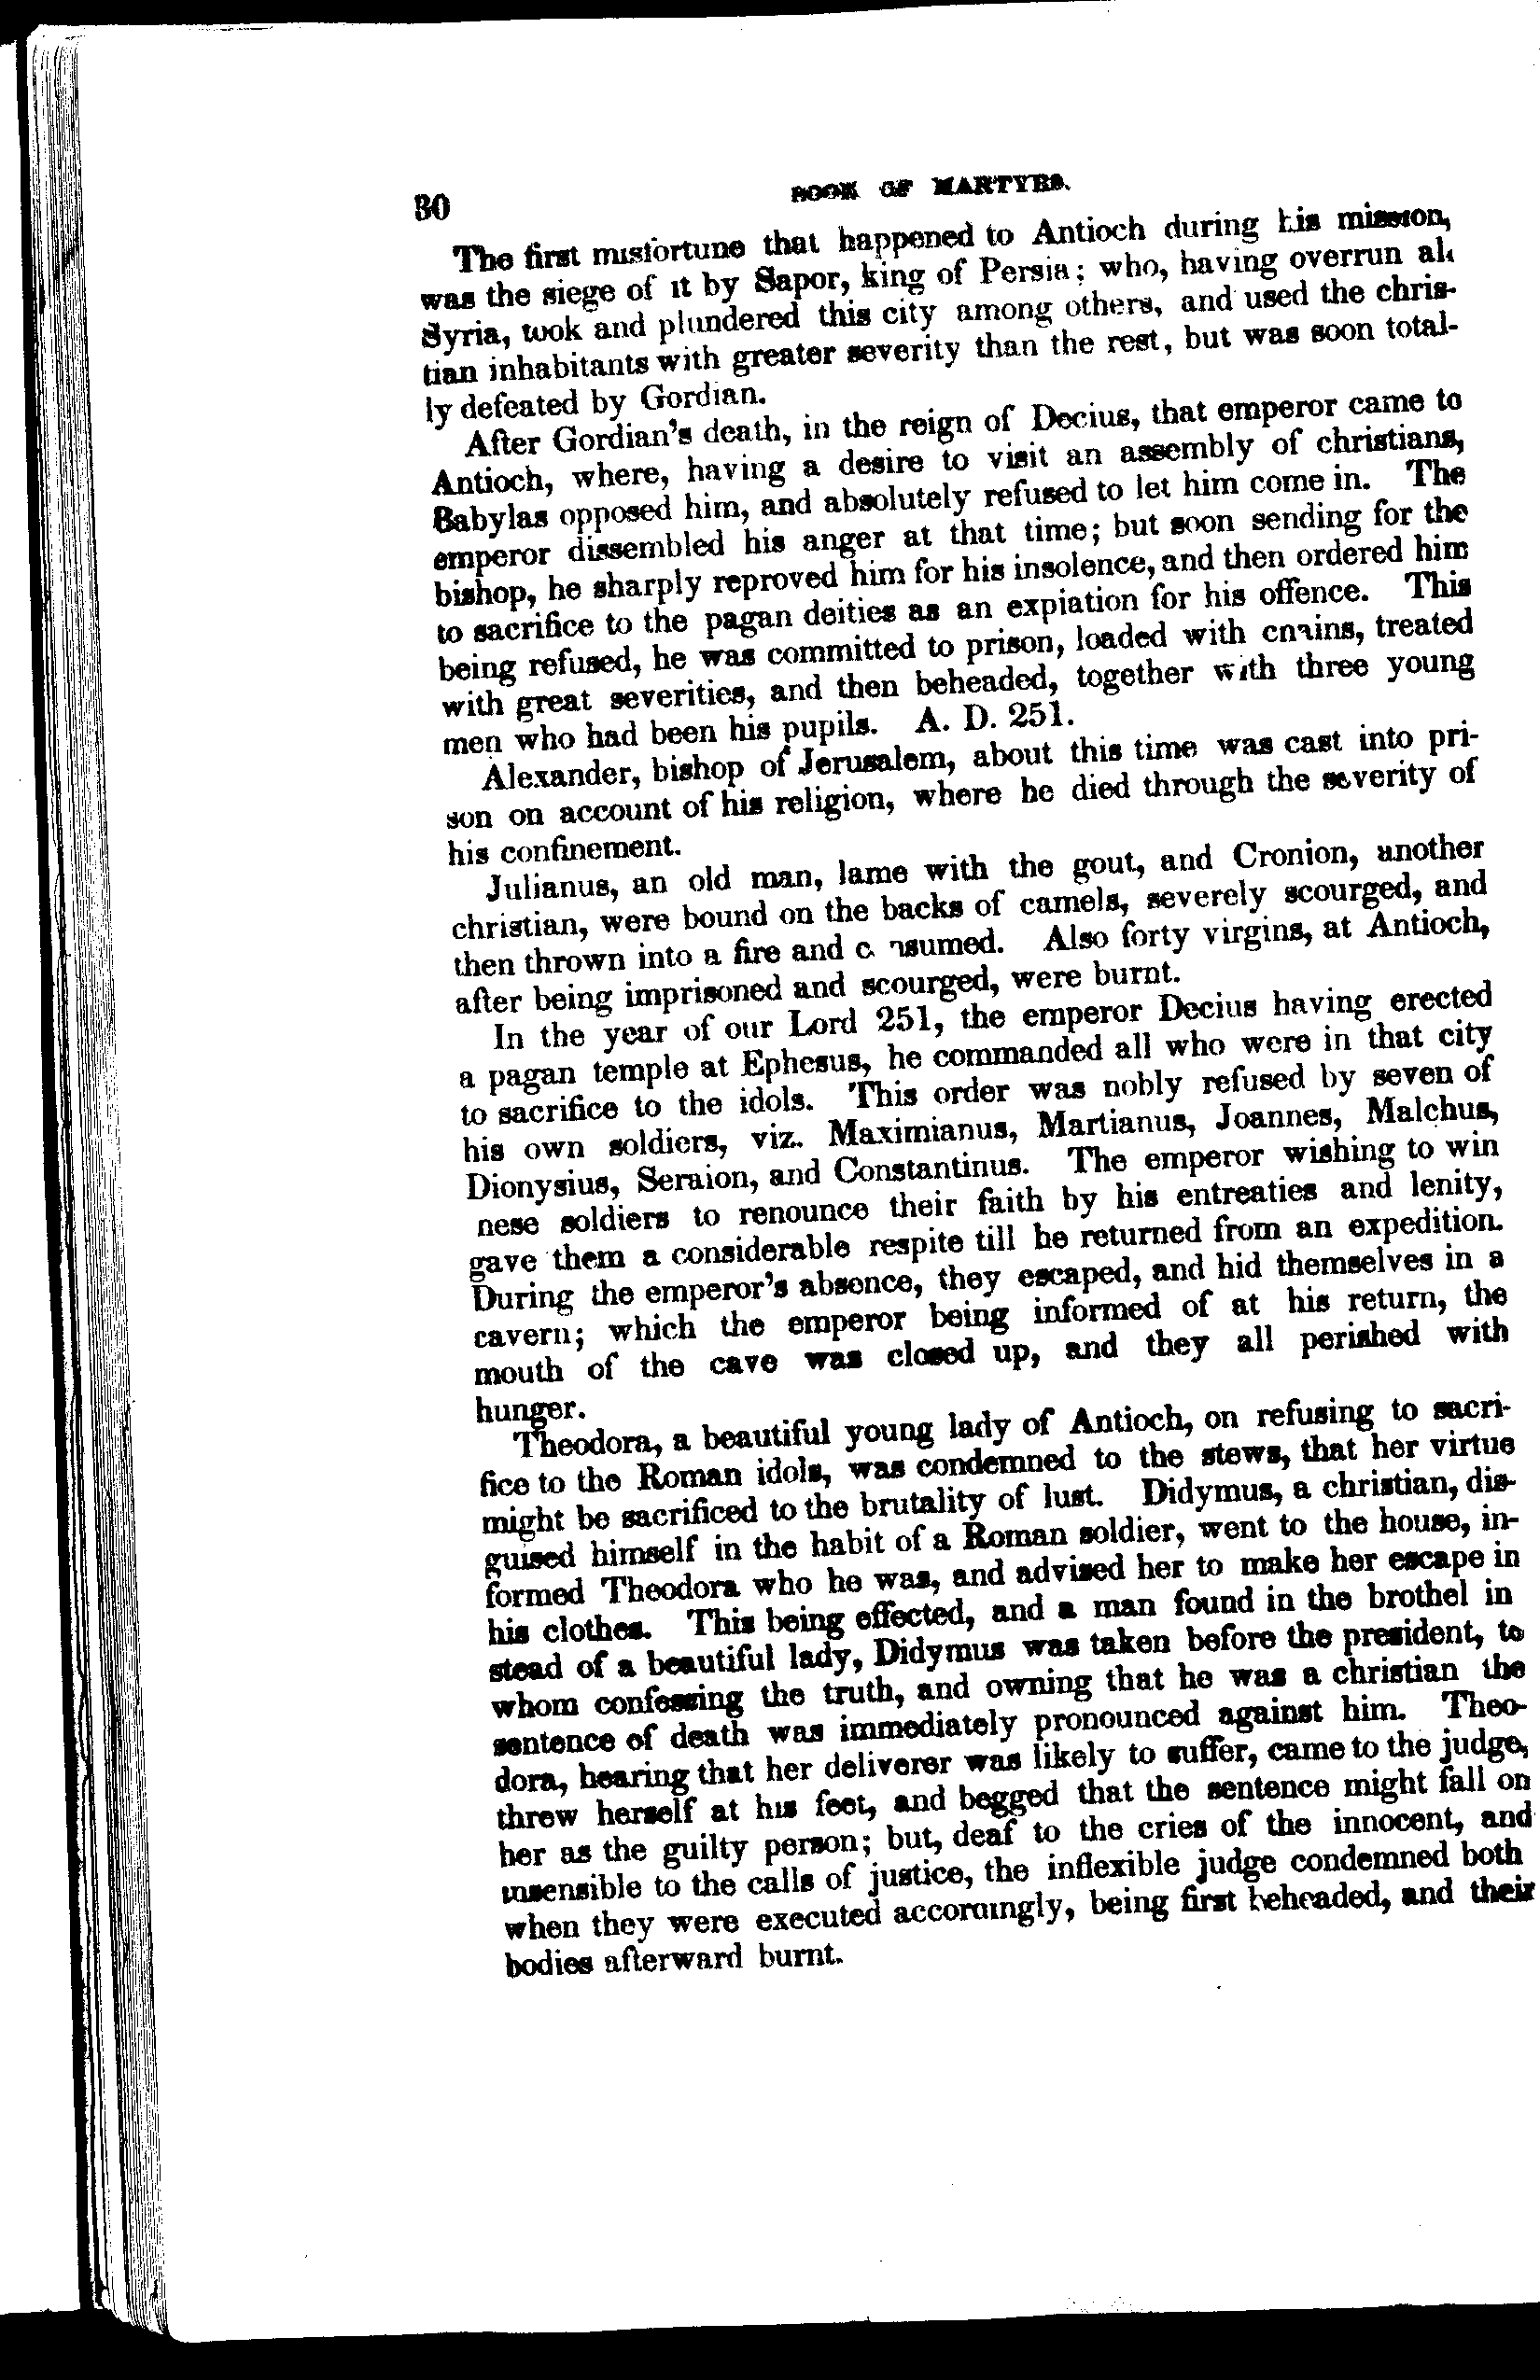 30
BOOK OF MARTYRS.
The first misfortune that happened to Antioch during his mission,
was the siege of it by Sapor, king of Persia; who, having overrun all
Syria, took and plundered this city among others, and used the chris-
tian inhabitants with greater severity than the rest, but was soon total-
ly defeated by Gordian.
After Gordian's death, in the reign of Decius, that emperor came to
Antioch, where, having a desire to visit an assembly of christians,
Babylas opposed him, and absolutely refused to let him come in. The
emperor dissembled his anger at that time; but soon sending for the
bishop, he sharply reproved him for his insolence, and then ordered him
to sacrifice to the pagan deities as an expiation for his offence. This
being refused, he was committed to prison, loaded with chains, treated
with great severities, and then beheaded, together with three young
men who had been his pupils. A. D. 251.
Alexander, bishop of Jerusalem, about this time was cast into pri-
son on account of his religion, where he died through the severity of
his confinement.
Julianus, an old man, lame with the gout, and Cronion, another
christian, were bound on the backs of camels, severely scourged, and
then thrown into a fire and consumed. Also forty virgins, at Antioch,
after being imprisoned and scourged, were burnt.
In the year of our Lord 251, the emperor Decius having erected
a pagan temple at Ephesus, he commanded all who were in that city
to sacrifice to the idols. This order was nobly refused by seven of
his own soldiers, viz. Maximianus, Martianus, Joannes, Malchus,
Dionysius, Seraion, and Constantinus. The emperor wishing to win
nese soldiers to renounce their faith by his entreaties and lenity,
gave them a considerable respite till he returned from an expedition.
During the emperor's absence, they escaped, and hid themselves in a
cavern; which the emperor being informed of at his return, the
mouth of the cave was closed up, and they all perished with
hunger.
Theodora, a beautiful young lady of Antioch, on refusing to sacri-
fice to the Roman idols, was condemned to the stews, that her virtue
might be sacrificed to the brutality of lust. Didymus, a christian, dis-
guised himself in the habit of a Roman soldier, went to the house, in-
formed Theodora who he was, and advised her to make her escape in
his clothes. This being effected, and a man found in the brothel in
stead of a beautiful lady, Didymus was taken before the president, to
whom confessing the truth, and owning that he was a christian the
sentence of death was immediately pronounced against him. Theo-
dora, hearing that her deliverer was likely to suffer, came to the judge,
threw herself at his feet, and begged that the sentence might fall on
her as the guilty person; but, deaf to the cries of the innocent, and
insensible to the calls of justice, the inflexible judge condemned both
when they were executed accordingly, being first beheaded, and their
bodies afterward burnt.